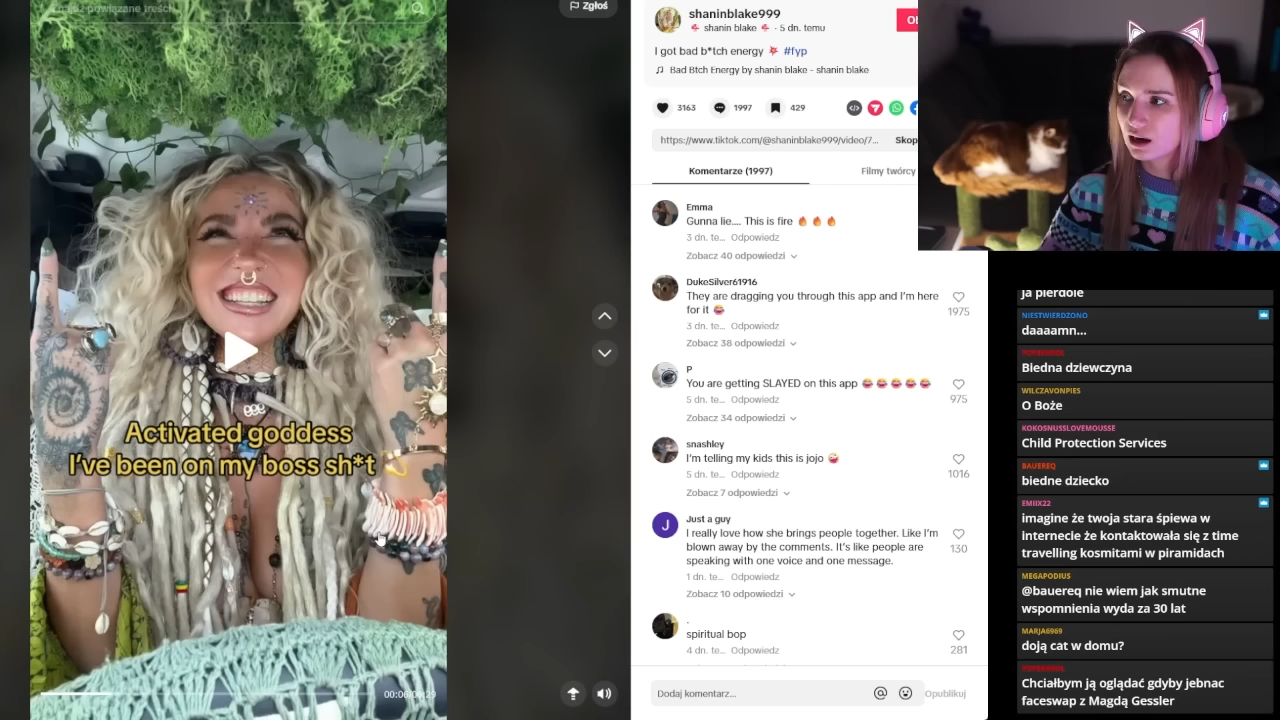 Znajdź powiązane treści
Zgłoś
Activated goddess
I've been on my boss sh*t
00:06/00:29
shaninblake999
shanin blake · 5 dn. temu
I got bad b*tch energy #fyp
Bad Btch Energy by shanin blake - shanin blake
3163
1997
429
https://www.tiktok.com/@shaninblake999/video/7...
Skop
Komentarze (1997)
Filmy twórcy
Emma
Gunna lie.... This is fire 🔥 🔥 🔥
3 dn. te... Odpowiedz
Zobacz 40 odpowiedzi
DukeSilver61916
They are dragging you through this app and I'm here
for it 😂
1975
3 dn. te... Odpowiedz
Zobacz 38 odpowiedzi
P
You are getting SLAYED on this app 😂😂😂😂😂
975
5 dn. te... Odpowiedz
Zobacz 34 odpowiedzi
snashley
I'm telling my kids this is jojo 🤪
1016
5 dn. te... Odpowiedz
Zobacz 7 odpowiedzi
J
Just a guy
I really love how she brings people together. Like I'm
blown away by the comments. It's like people are
speaking with one voice and one message.
130
1 dn. te... Odpowiedz
Zobacz 10 odpowiedzi
.
spiritual bop
281
4 dn. te... Odpowiedz
Dodaj komentarz...
Opublikuj
ja pierdole
NIESTWIERDZONO
daaaamn...
Biedna dziewczyna
WILCZAVONPIES
O Boże
KOKOSNUSSLOVEMOUSSE
Child Protection Services
BAUEREQ
biedne dziecko
EMIIX22
imagine że twoja stara śpiewa w
internecie że kontaktowała się z time
travelling kosmitami w piramidach
MEGAPODIUS
@bauereq nie wiem jak smutne
wspomnienia wyda za 30 lat
MARJA6969
doją cat w domu?
Chciałbym ją oglądać gdyby jebnac
faceswap z Magdą Gessler